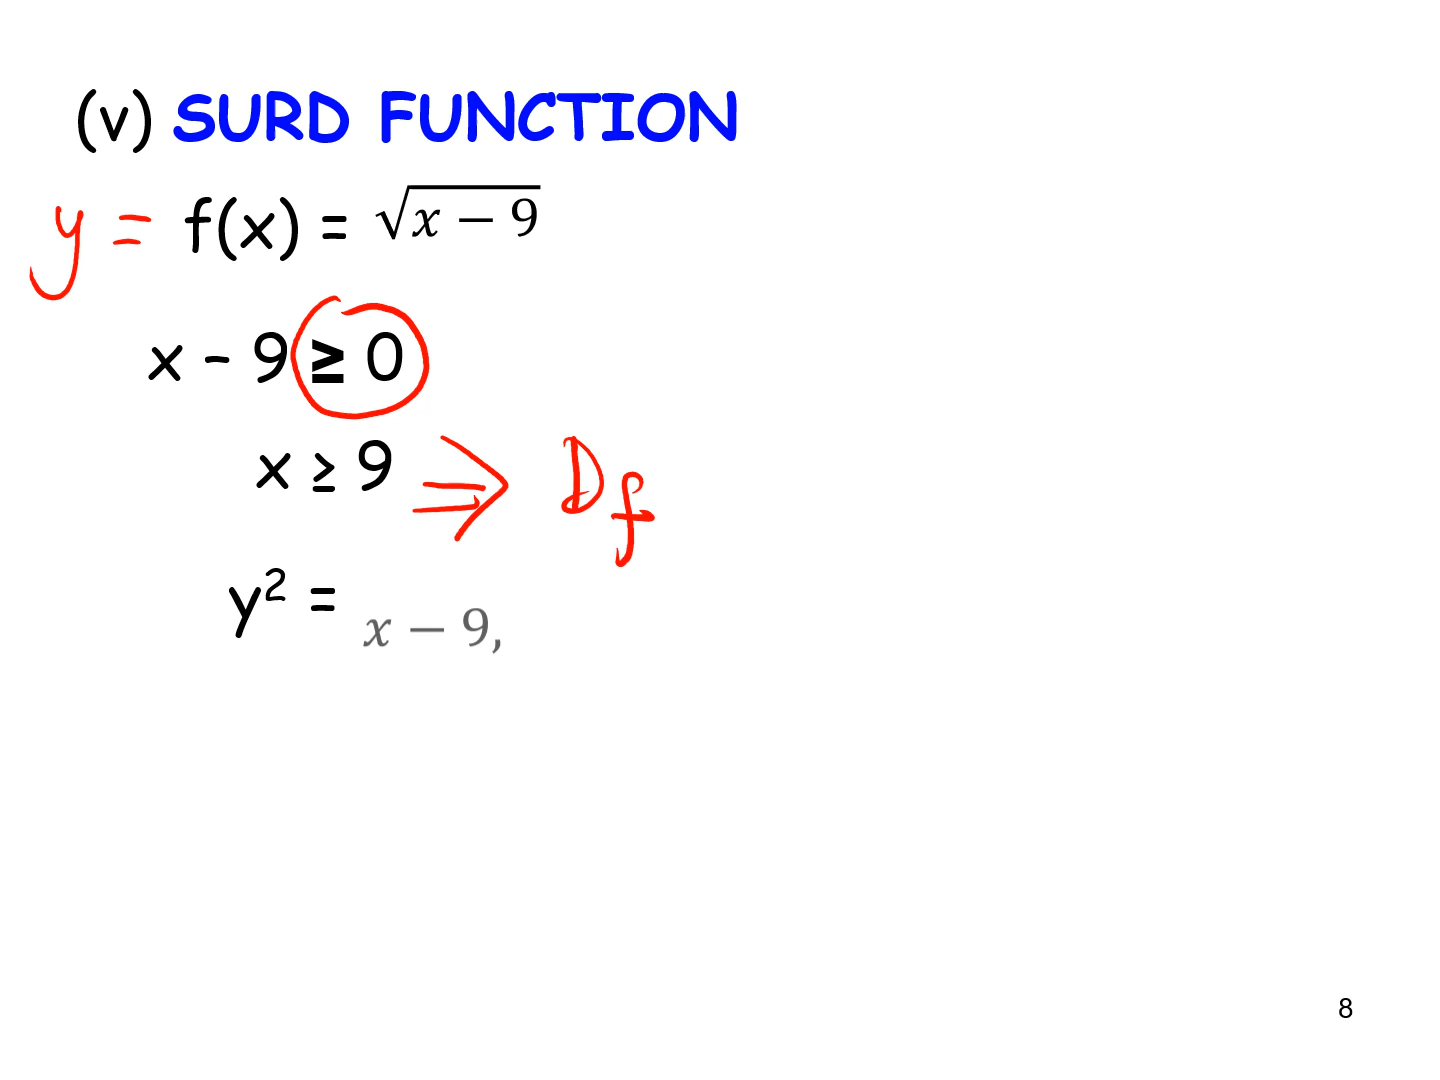 (v) SURD FUNCTION
y = f(x) = √x − 9
x – 9 ≥ 0
x ≥ 9 ⇒ Df
y² = x − 9,
8